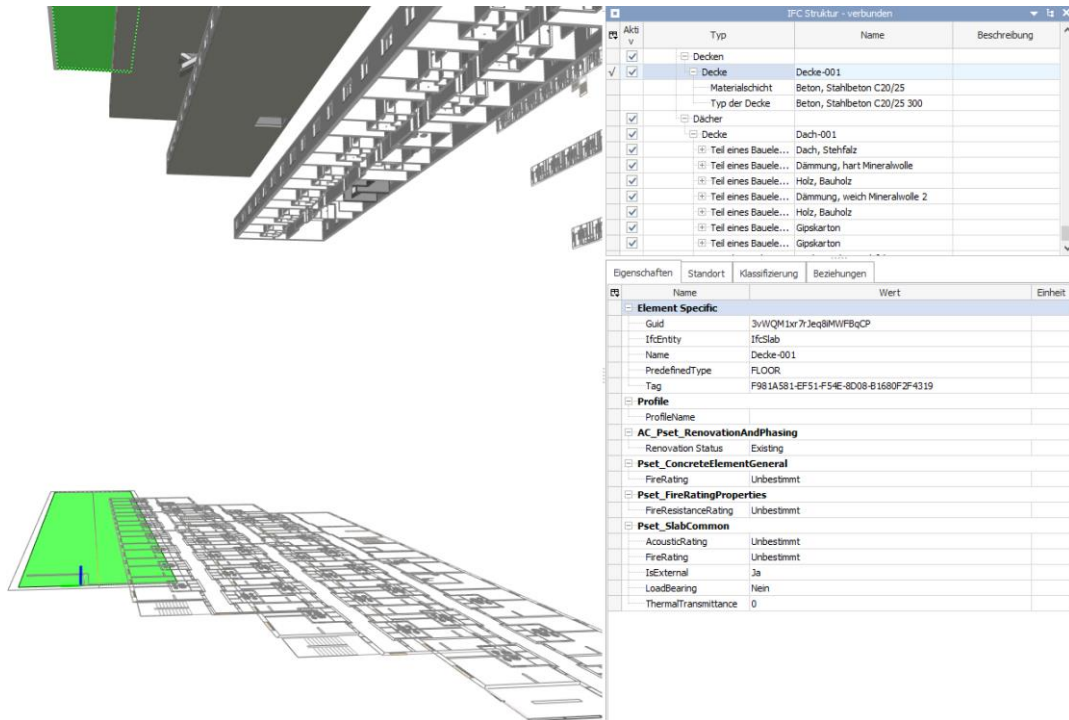 IFC Struktur - verbunden
Akti v Typ Name Beschreibung
Decken
Decke Decke-001
Materialschicht Beton, Stahlbeton C20/25
Typ der Decke Beton, Stahlbeton C20/25 300
Dächer
Decke Dach-001
Teil eines Bauele... Dach, Stehfalz
Teil eines Bauele... Dämmung, hart Mineralwolle
Teil eines Bauele... Holz, Bauholz
Teil eines Bauele... Dämmung, weich Mineralwolle 2
Teil eines Bauele... Holz, Bauholz
Teil eines Bauele... Gipskarton
Teil eines Bauele... Gipskarton
Eigenschaften Standort Klassifizierung Beziehungen
Name Wert Einheit
Element Specific
Guid 3vWQM1xr7rJeq8iMWFBqCP
IfcEntity IfcSlab
Name Decke-001
PredefinedType FLOOR
Tag F981A581-EF51-F54E-8D08-B1680F2F4319
Profile
ProfileName
AC_Pset_RenovationAndPhasing
Renovation Status Existing
Pset_ConcreteElementGeneral
FireRating Unbestimmt
Pset_FireRatingProperties
FireResistanceRating Unbestimmt
Pset_SlabCommon
AcousticRating Unbestimmt
FireRating Unbestimmt
IsExternal Ja
LoadBearing Nein
ThermalTransmittance 0